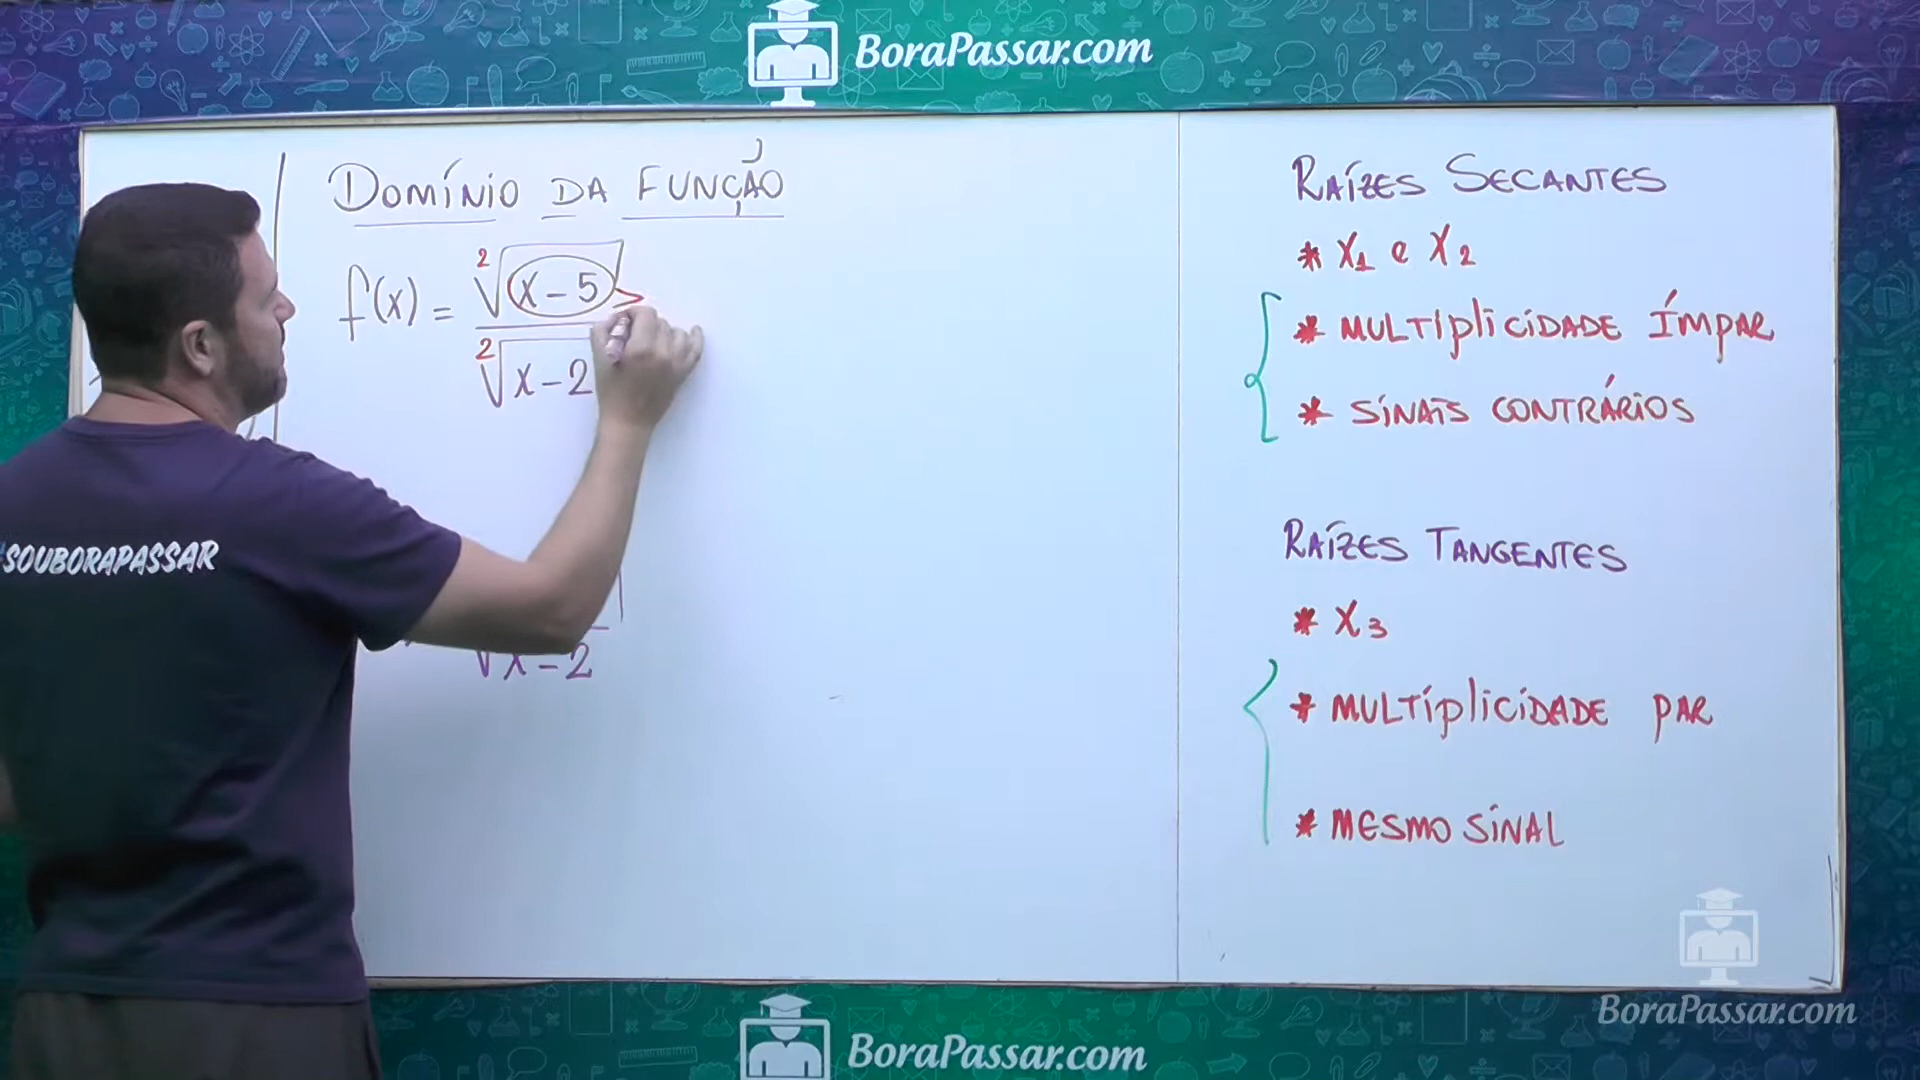 BoraPassar.com
DOMÍNIO DA FUNÇÃO
f(x) = 2√(x-5) ≥
2√x-2
√x-2
#SOUBORAPASSAR
RAÍZES SECANTES
* X1 e X2
* MULTIPLICIDADE ÍMPAR
* SINAIS CONTRÁRIOS
RAÍZES TANGENTES
* X3
* MULTIPLICIDADE PAR
* MESMO SINAL
BoraPassar.com
BoraPassar.com